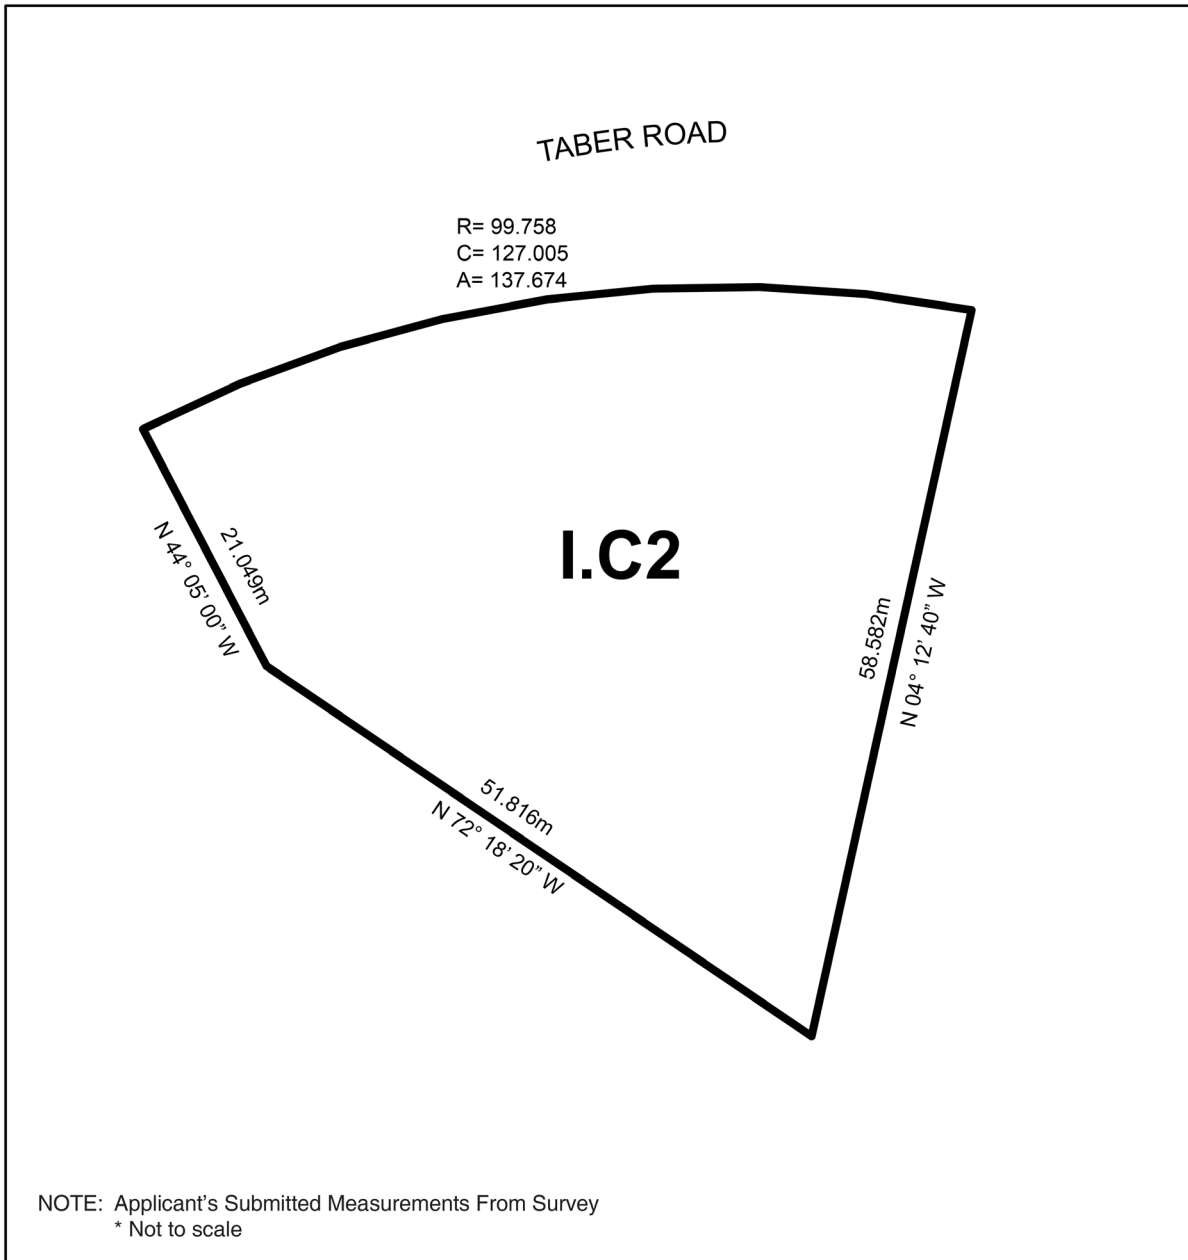 TABER ROAD
R= 99.758
C= 127.005
A= 137.674
I.C2
21.049m
N 44° 05’ 00” W
58.582m
N 04° 12’ 40” W
51.816m
N 72° 18’ 20” W
NOTE: Applicant’s Submitted Measurements From Survey
* Not to scale